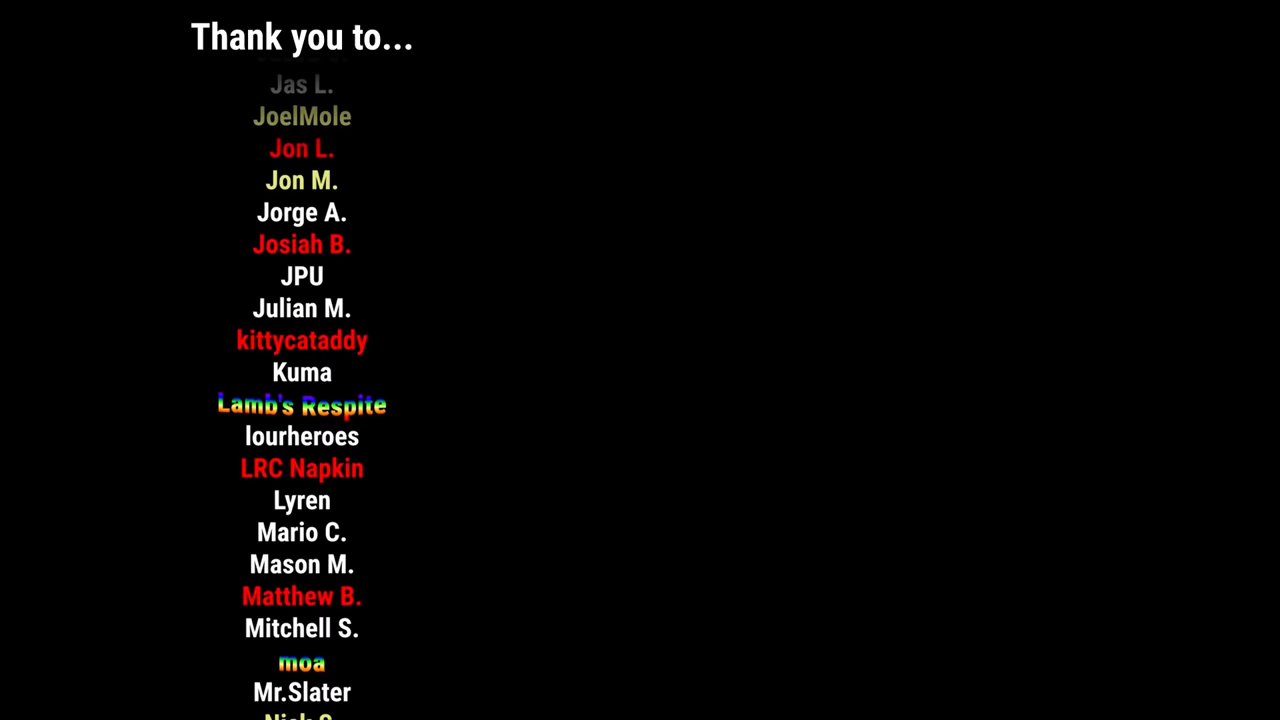 Thank you to...
Jas L.
JoelMole
Jon L.
Jon M.
Jorge A.
Josiah B.
JPU
Julian M.
kittycataddy
Kuma
Lamb's Respite
lourheroes
LRC Napkin
Lyren
Mario C.
Mason M.
Matthew B.
Mitchell S.
moa
Mr.Slater